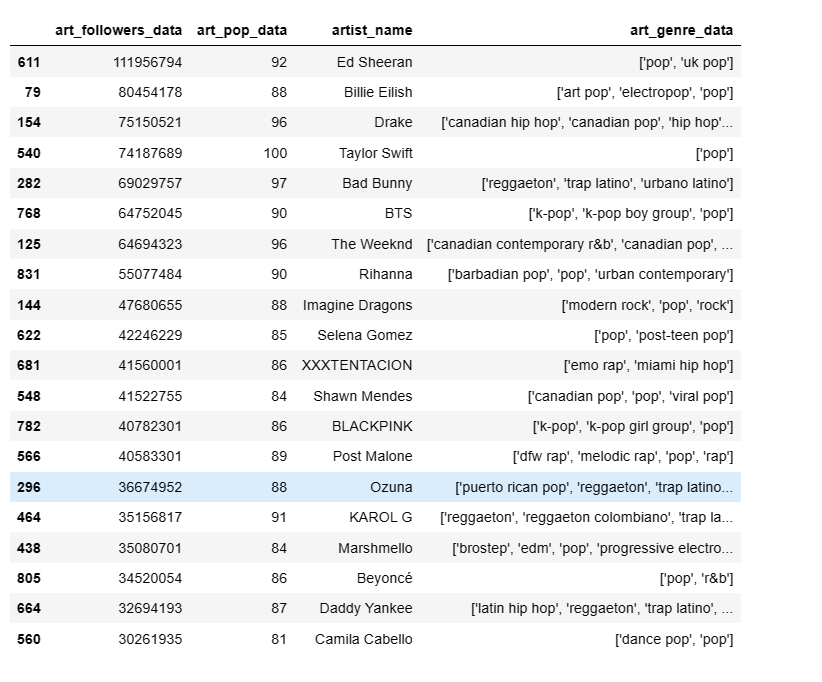 art_followers_data art_pop_data artist_name art_genre_data
611 111956794 92 Ed Sheeran ['pop', 'uk pop']
79 80454178 88 Billie Eilish ['art pop', 'electropop', 'pop']
154 75150521 96 Drake ['canadian hip hop', 'canadian pop', 'hip hop'...
540 74187689 100 Taylor Swift ['pop']
282 69029757 97 Bad Bunny ['reggaeton', 'trap latino', 'urbano latino']
768 64752045 90 BTS ['k-pop', 'k-pop boy group', 'pop']
125 64694323 96 The Weeknd ['canadian contemporary r&b', 'canadian pop', ...
831 55077484 90 Rihanna ['barbadian pop', 'pop', 'urban contemporary']
144 47680655 88 Imagine Dragons ['modern rock', 'pop', 'rock']
622 42246229 85 Selena Gomez ['pop', 'post-teen pop']
681 41560001 86 XXXTENTACION ['emo rap', 'miami hip hop']
548 41522755 84 Shawn Mendes ['canadian pop', 'pop', 'viral pop']
782 40782301 86 BLACKPINK ['k-pop', 'k-pop girl group', 'pop']
566 40583301 89 Post Malone ['dfw rap', 'melodic rap', 'pop', 'rap']
296 36674952 88 Ozuna ['puerto rican pop', 'reggaeton', 'trap latino...
464 35156817 91 KAROL G ['reggaeton', 'reggaeton colombiano', 'trap la...
438 35080701 84 Marshmello ['brostep', 'edm', 'pop', 'progressive electro...
805 34520054 86 Beyoncé ['pop', 'r&b']
664 32694193 87 Daddy Yankee ['latin hip hop', 'reggaeton', 'trap latino', ...
560 30261935 81 Camila Cabello ['dance pop', 'pop']